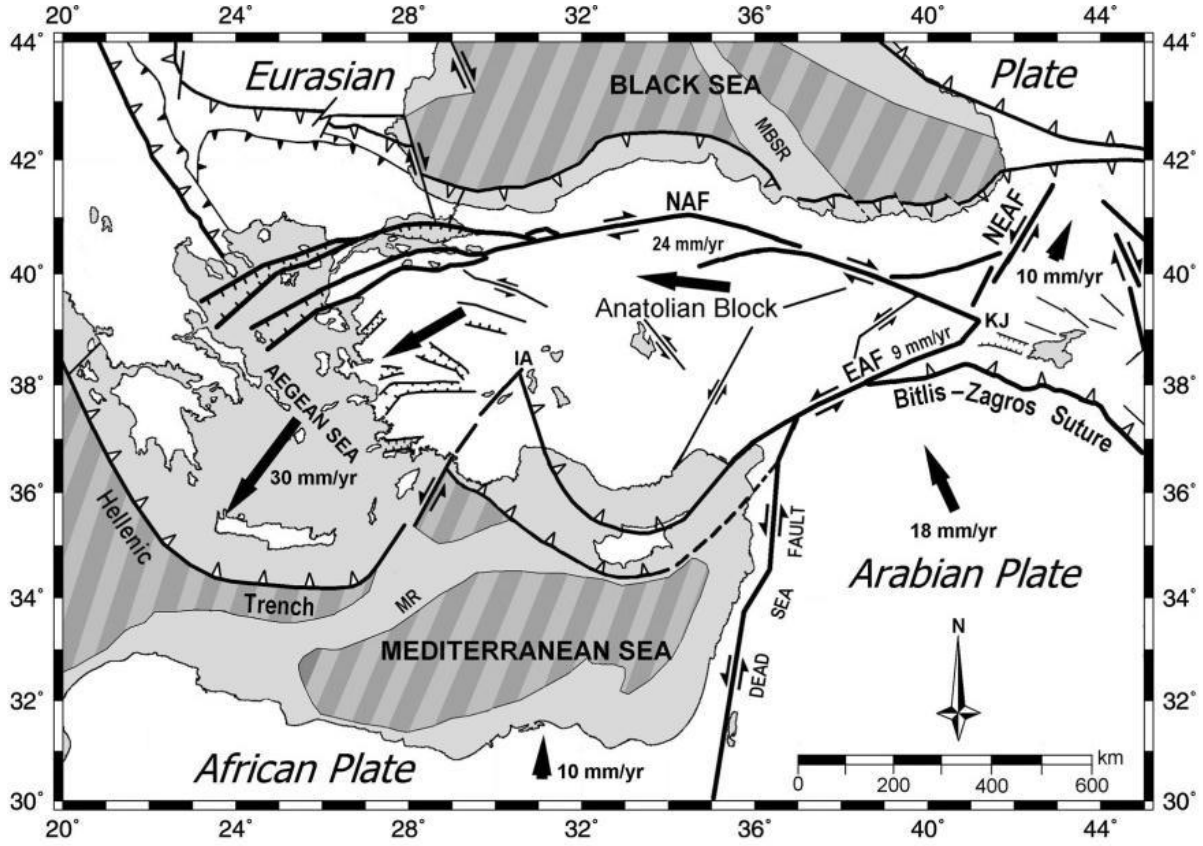 20° 24° 28° 32° 36° 40° 44°
44° 44°
Eurasian
Plate
BLACK SEA
MBSR
42° 42°
NAF
24 mm/yr
NEAF
10 mm/yr
40° 40°
Anatolian Block
KJ
9 mm/yr
EAF
IA
38° 38°
Bitlis–Zagros Suture
AEGEAN SEA
30 mm/yr
36° 36°
Hellenic
Trench
18 mm/yr
Arabian Plate
DEAD SEA FAULT
34° 34°
MR
MEDITERRANEAN SEA
N
32° 32°
African Plate
10 mm/yr
km
0 200 400 600
30° 30°
20° 24° 28° 32° 36° 40° 44°